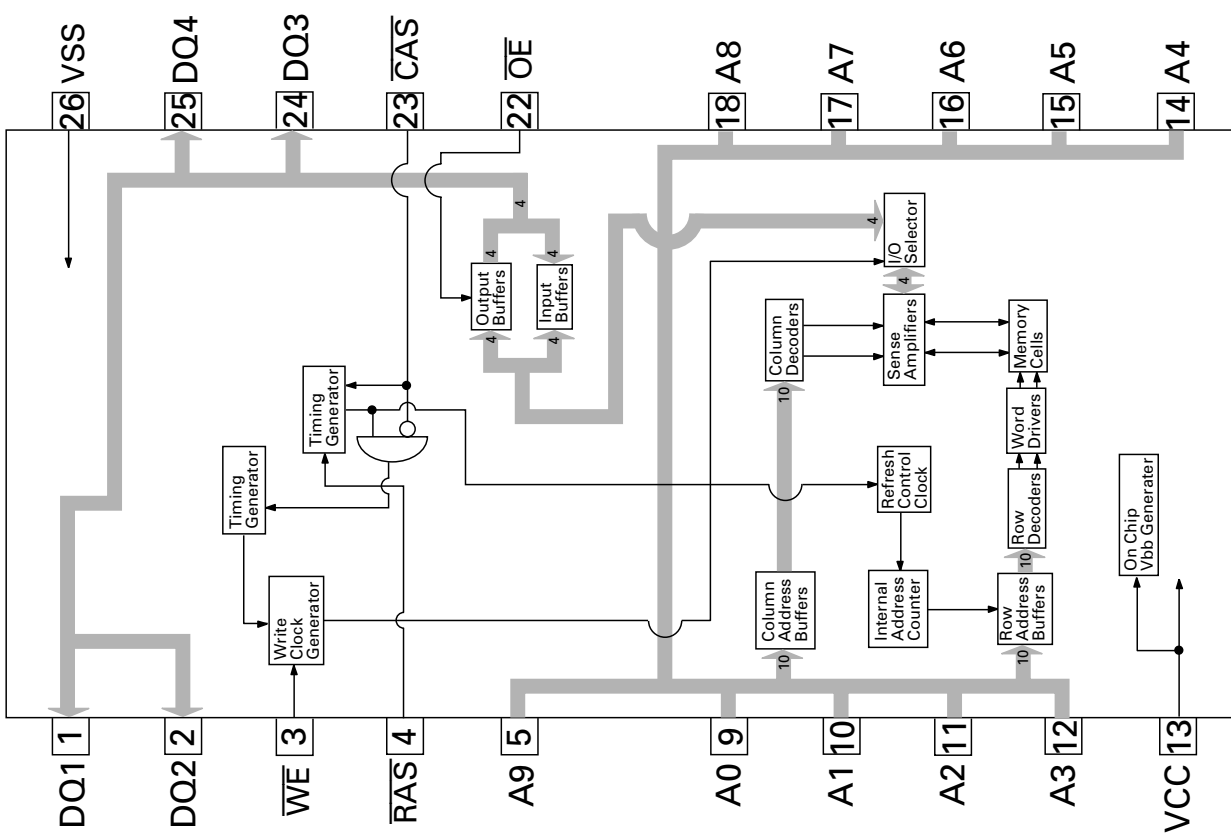 26 VSS
25 DQ4
24 DQ3
23 CAS
22 OE
18 A8
17 A7
16 A6
15 A5
14 A4
4
4
4
Output
Buffers
Input
Buffers
4
4
4
I/O
Selector
4
Sense
Amplifiers
Column
Decoders
10
Memory
Cells
Word
Drivers
Row
Decoders
10
Timing
Generator
Timing
Generator
Refresh
Control
Clock
On Chip
Vbb Generater
Write
Clock
Generator
Column
Address
Buffers
10
Internal
Address
Counter
Row
Address
Buffers
10
DQ1 1
DQ2 2
WE 3
RAS 4
A9 5
A0 9
A1 10
A2 11
A3 12
VCC 13